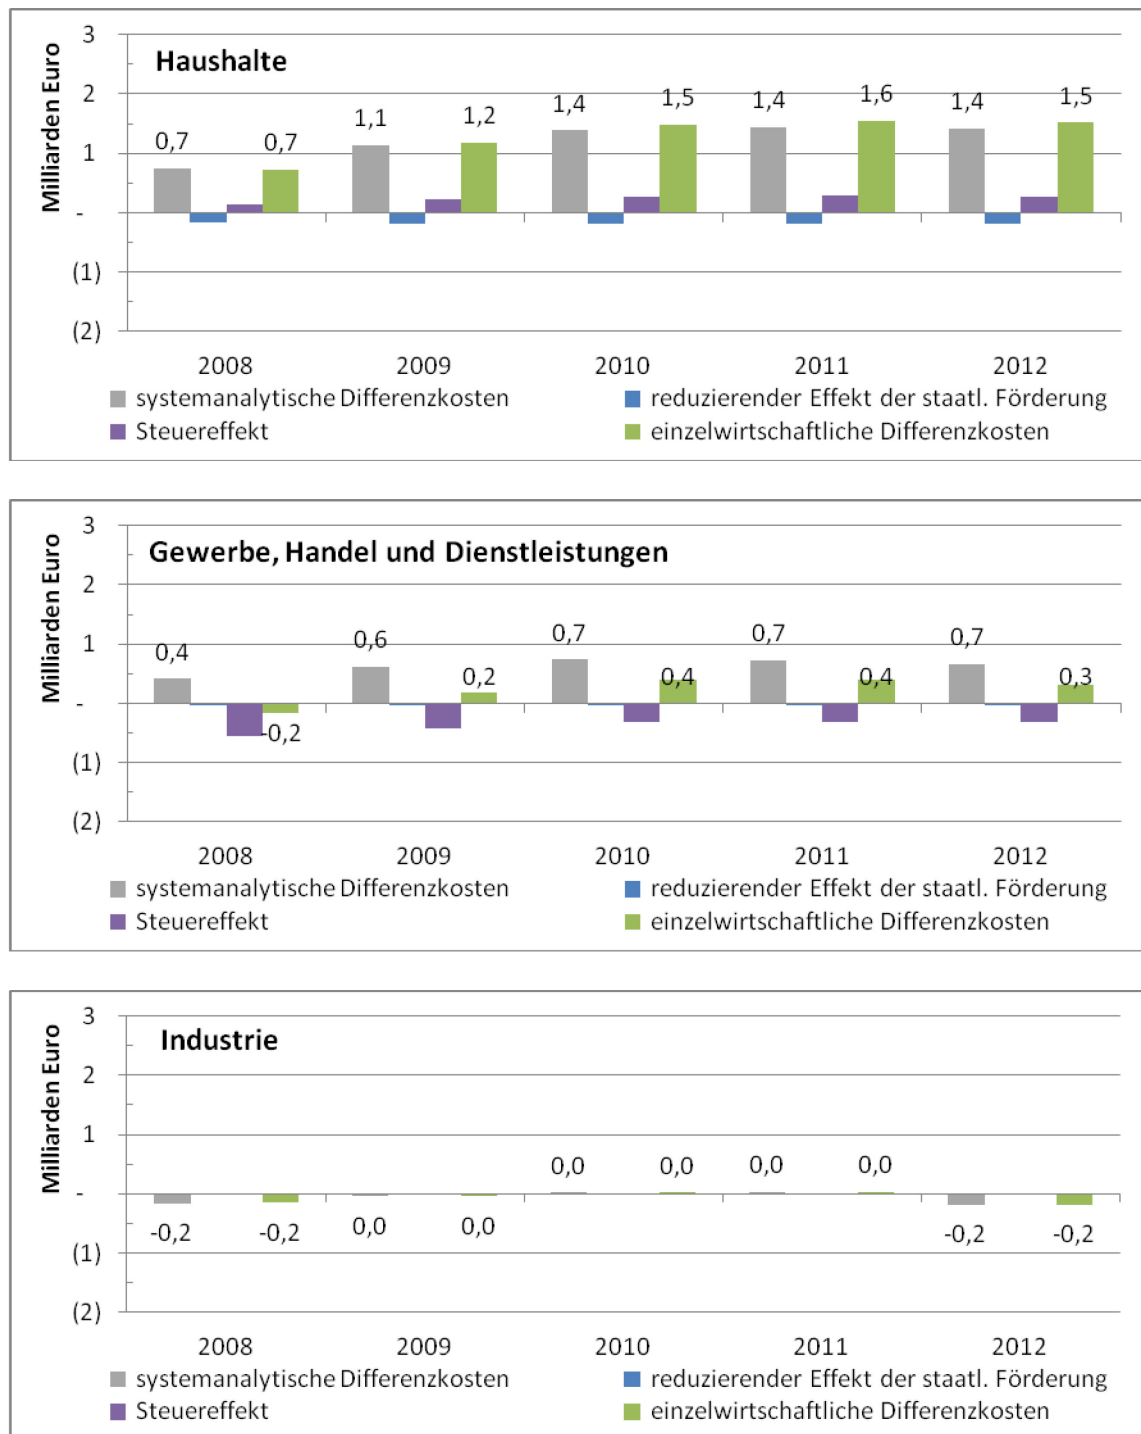 Milliarden Euro
3
2
1
-
(1)
(2)
Haushalte
0,7 0,7 1,1 1,2 1,4 1,5 1,4 1,6 1,4 1,5
2008 2009 2010 2011 2012
systemanalytische Differenzkosten reduzierender Effekt der staatl. Förderung
Steuereffekt einzelwirtschaftliche Differenzkosten
Milliarden Euro
3
2
1
-
(1)
(2)
Gewerbe, Handel und Dienstleistungen
0,4 -0,2 0,6 0,2 0,7 0,4 0,7 0,4 0,7 0,3
2008 2009 2010 2011 2012
systemanalytische Differenzkosten reduzierender Effekt der staatl. Förderung
Steuereffekt einzelwirtschaftliche Differenzkosten
Milliarden Euro
3
2
1
-
(1)
(2)
Industrie
-0,2 -0,2 0,0 0,0 0,0 0,0 0,0 0,0 -0,2 -0,2
2008 2009 2010 2011 2012
systemanalytische Differenzkosten reduzierender Effekt der staatl. Förderung
Steuereffekt einzelwirtschaftliche Differenzkosten